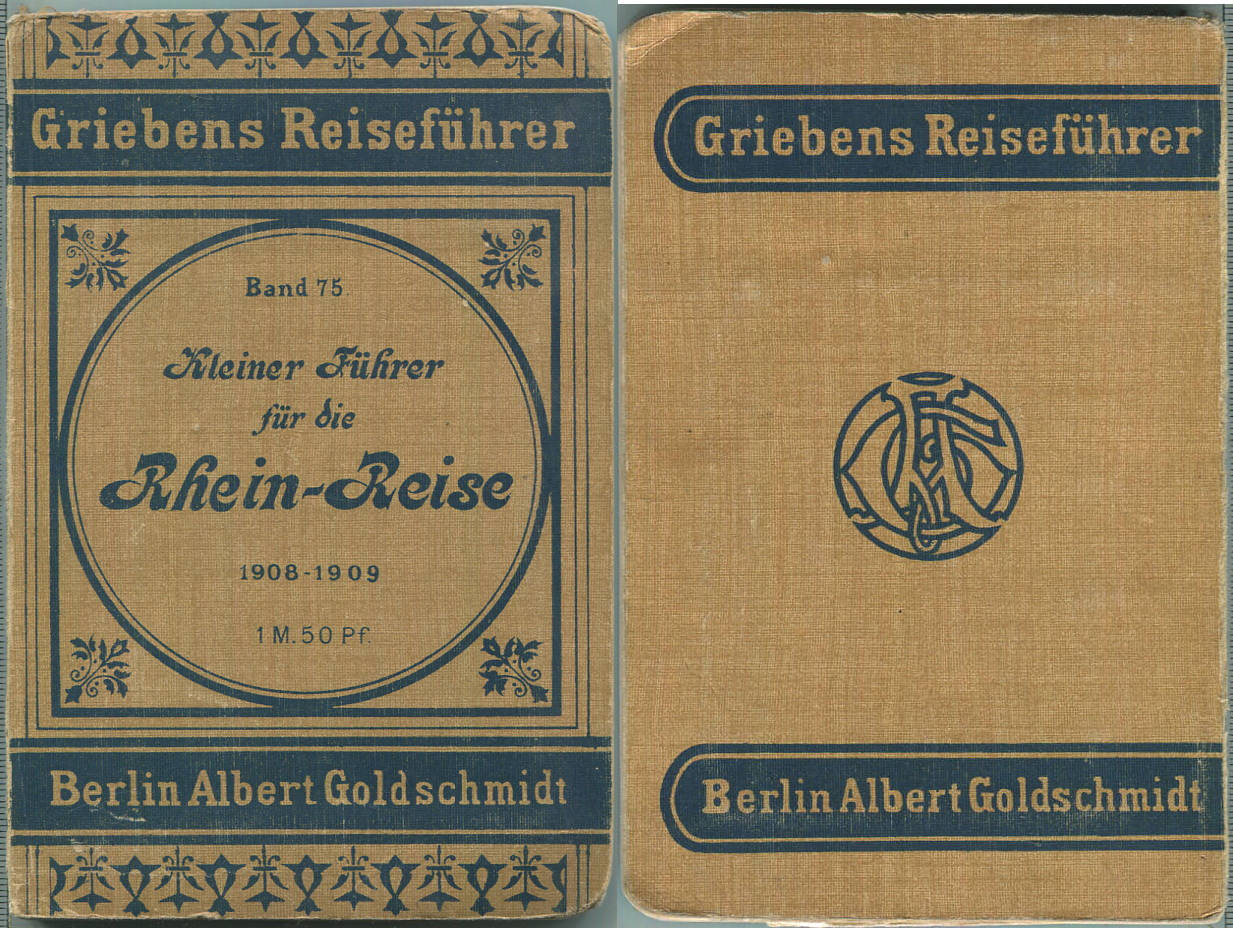 Griebens Reiseführer
Band 75.
Kleiner Führer
für die
Rhein-Reise
1908-1909
1 M. 50 Pf.
Berlin Albert Goldschmidt
Griebens Reiseführer
Berlin Albert Goldschmidt